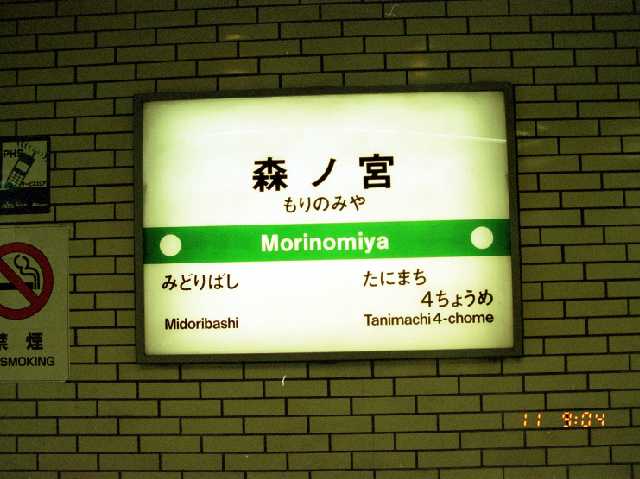 森ノ宮
もりのみや
Morinomiya
みどりばし
たにまち
4ちょうめ
Midoribashi
Tanimachi 4-chome
PHS
禁煙
SMOKING
11 9:04